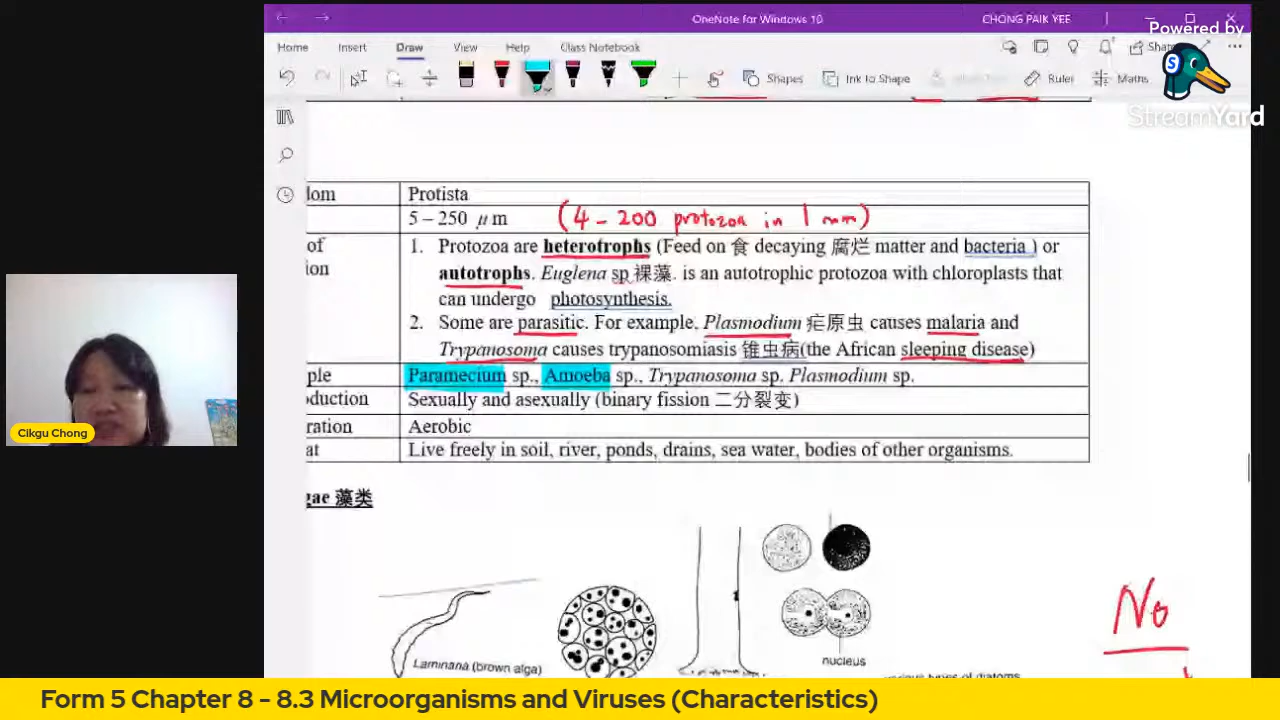 OneNote for Windows 10
CHONG PAIK YEE
Powered by
StreamYard
Home Insert Draw View Help Class Notebook
Share
Shapes Ink to Shape Ruler Maths
dom Protista
5 – 250 μm (4 - 200 protozoa in 1 mm)
of
ion
1. Protozoa are heterotrophs (Feed on 食 decaying 腐烂 matter and bacteria ) or
autotrophs. Euglena sp 裸藻. is an autotrophic protozoa with chloroplasts that
can undergo photosynthesis.
2. Some are parasitic. For example, Plasmodium 疟原虫 causes malaria and
Trypanosoma causes trypanosomiasis 锥虫病(the African sleeping disease)
ple Paramecium sp., Amoeba sp., Trypanosoma sp. Plasmodium sp.
oduction Sexually and asexually (binary fission 二分裂变)
ration Aerobic
at Live freely in soil, river, ponds, drains, sea water, bodies of other organisms.
gae 藻类
Laminaria (brown alga)
nucleus
various types of diatoms
No
Cikgu Chong
Form 5 Chapter 8 - 8.3 Microorganisms and Viruses (Characteristics)